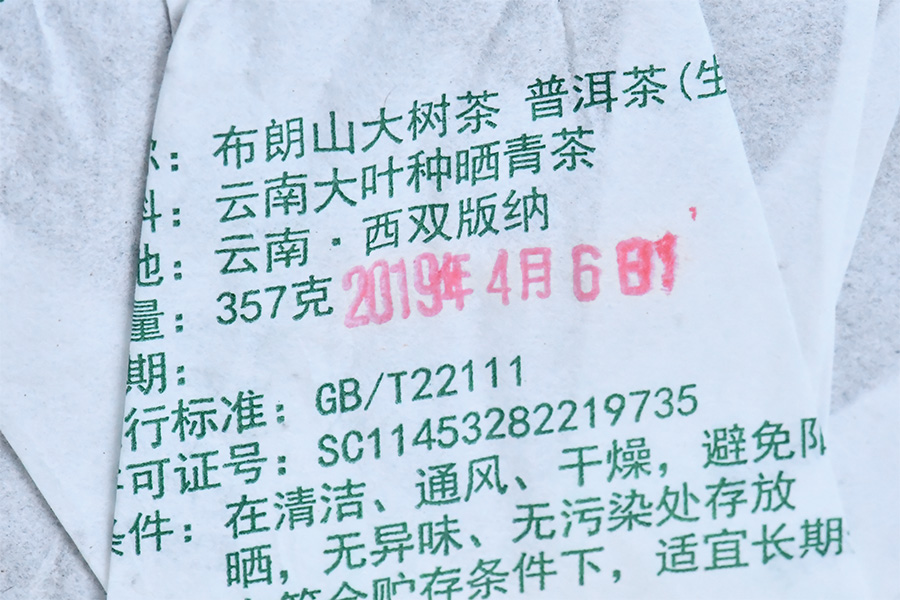 称：布朗山大树茶 普洱茶(生
料：云南大叶种晒青茶
地：云南·西双版纳
量：357克
2019年 4月 6日
期：
行标准：GB/T22111
可证号：SC11453282219735
条件：在清洁、通风、干燥，避免阳
晒，无异味、无污染处存放
符合贮存条件下，适宜长期